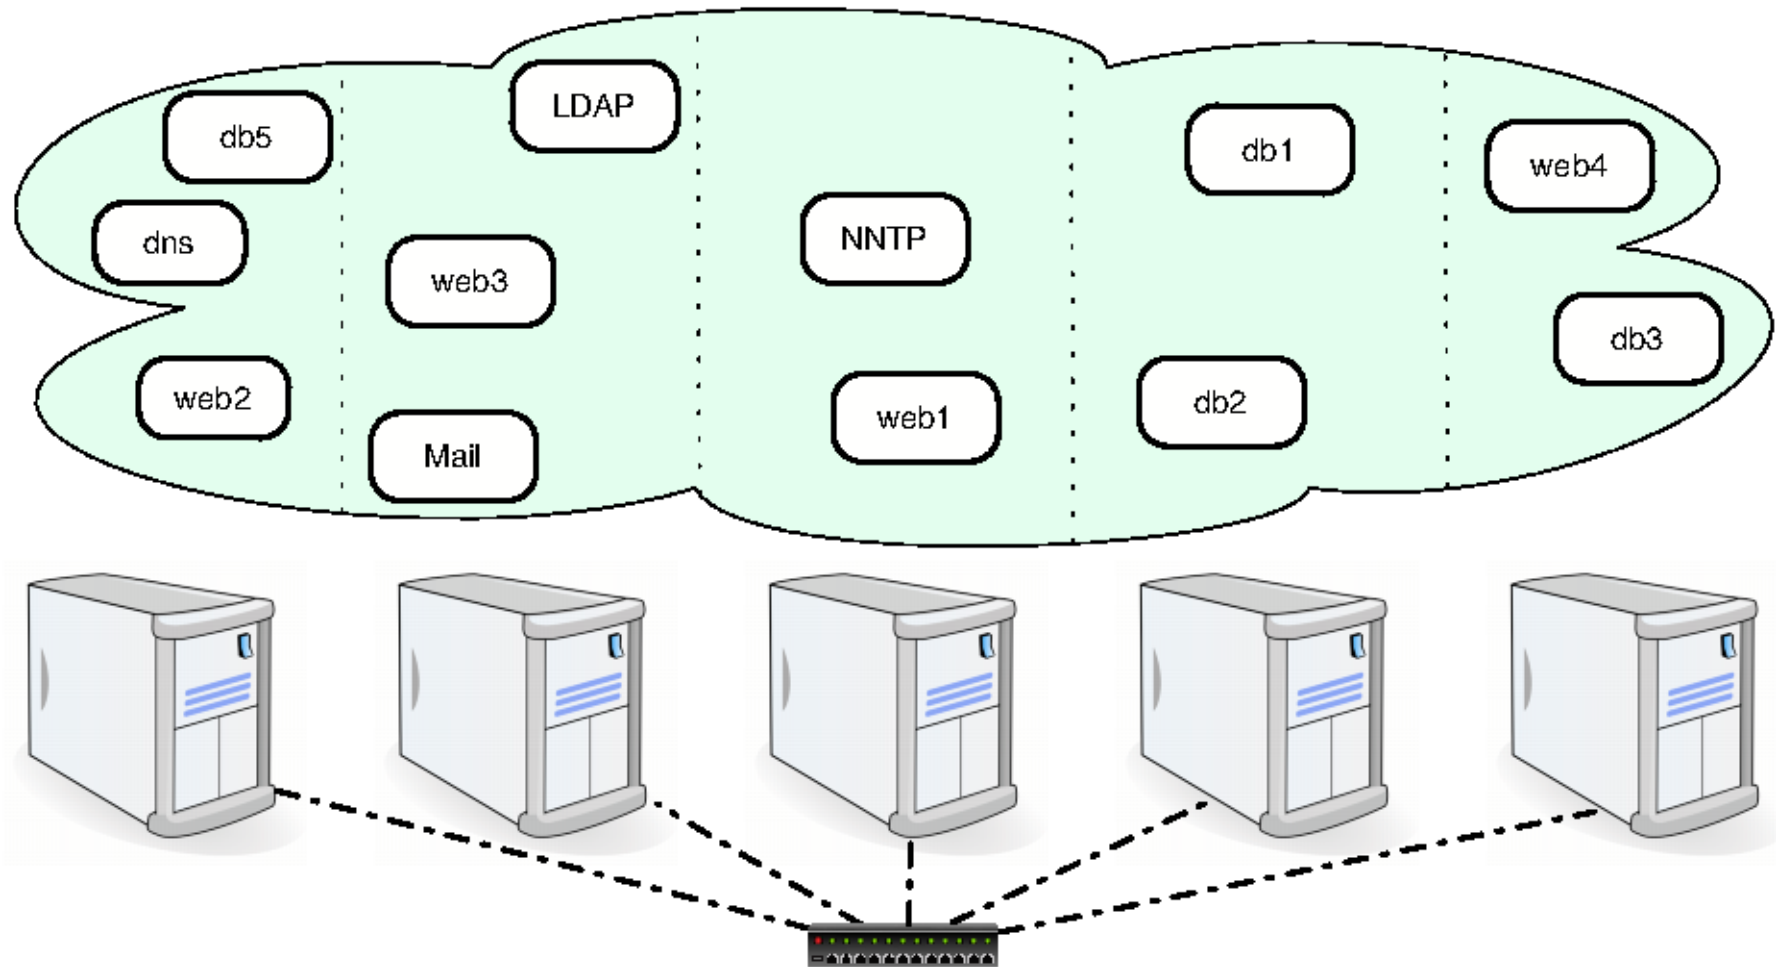 LDAP
db5
db1
web4
dns
NNTP
web3
db3
web2
web1
db2
Mail